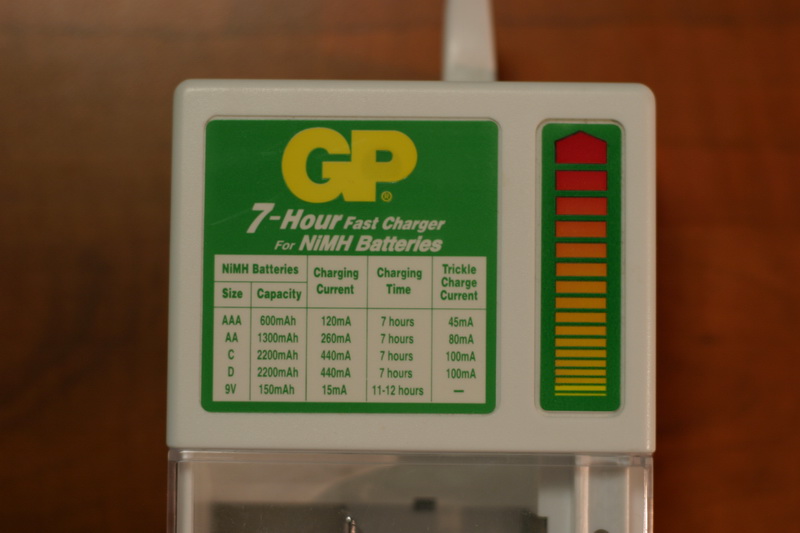 GP®
7-Hour Fast Charger
For NiMH Batteries
NiMH Batteries Charging Current Charging Time Trickle Charge Current
Size Capacity
AAA 600mAh 120mA 7 hours 45mA
AA 1300mAh 260mA 7 hours 80mA
C 2200mAh 440mA 7 hours 100mA
D 2200mAh 440mA 7 hours 100mA
9V 150mAh 15mA 11-12 hours —